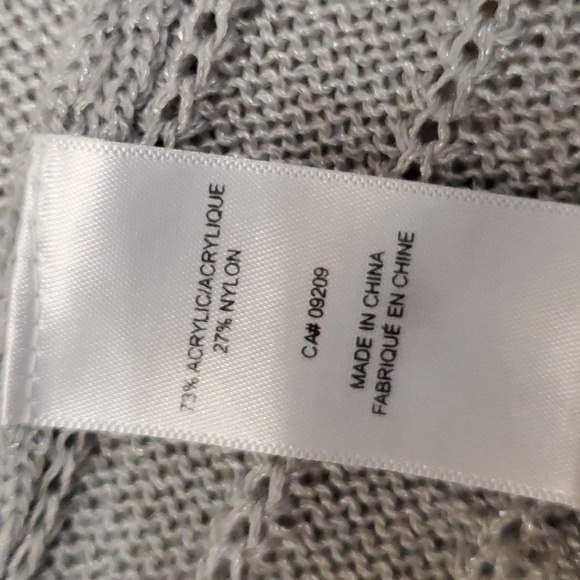 73% ACRYLIC/ACRYLIQUE
27% NYLON
CA# 09209
MADE IN CHINA
FABRIQUÉ EN CHINE